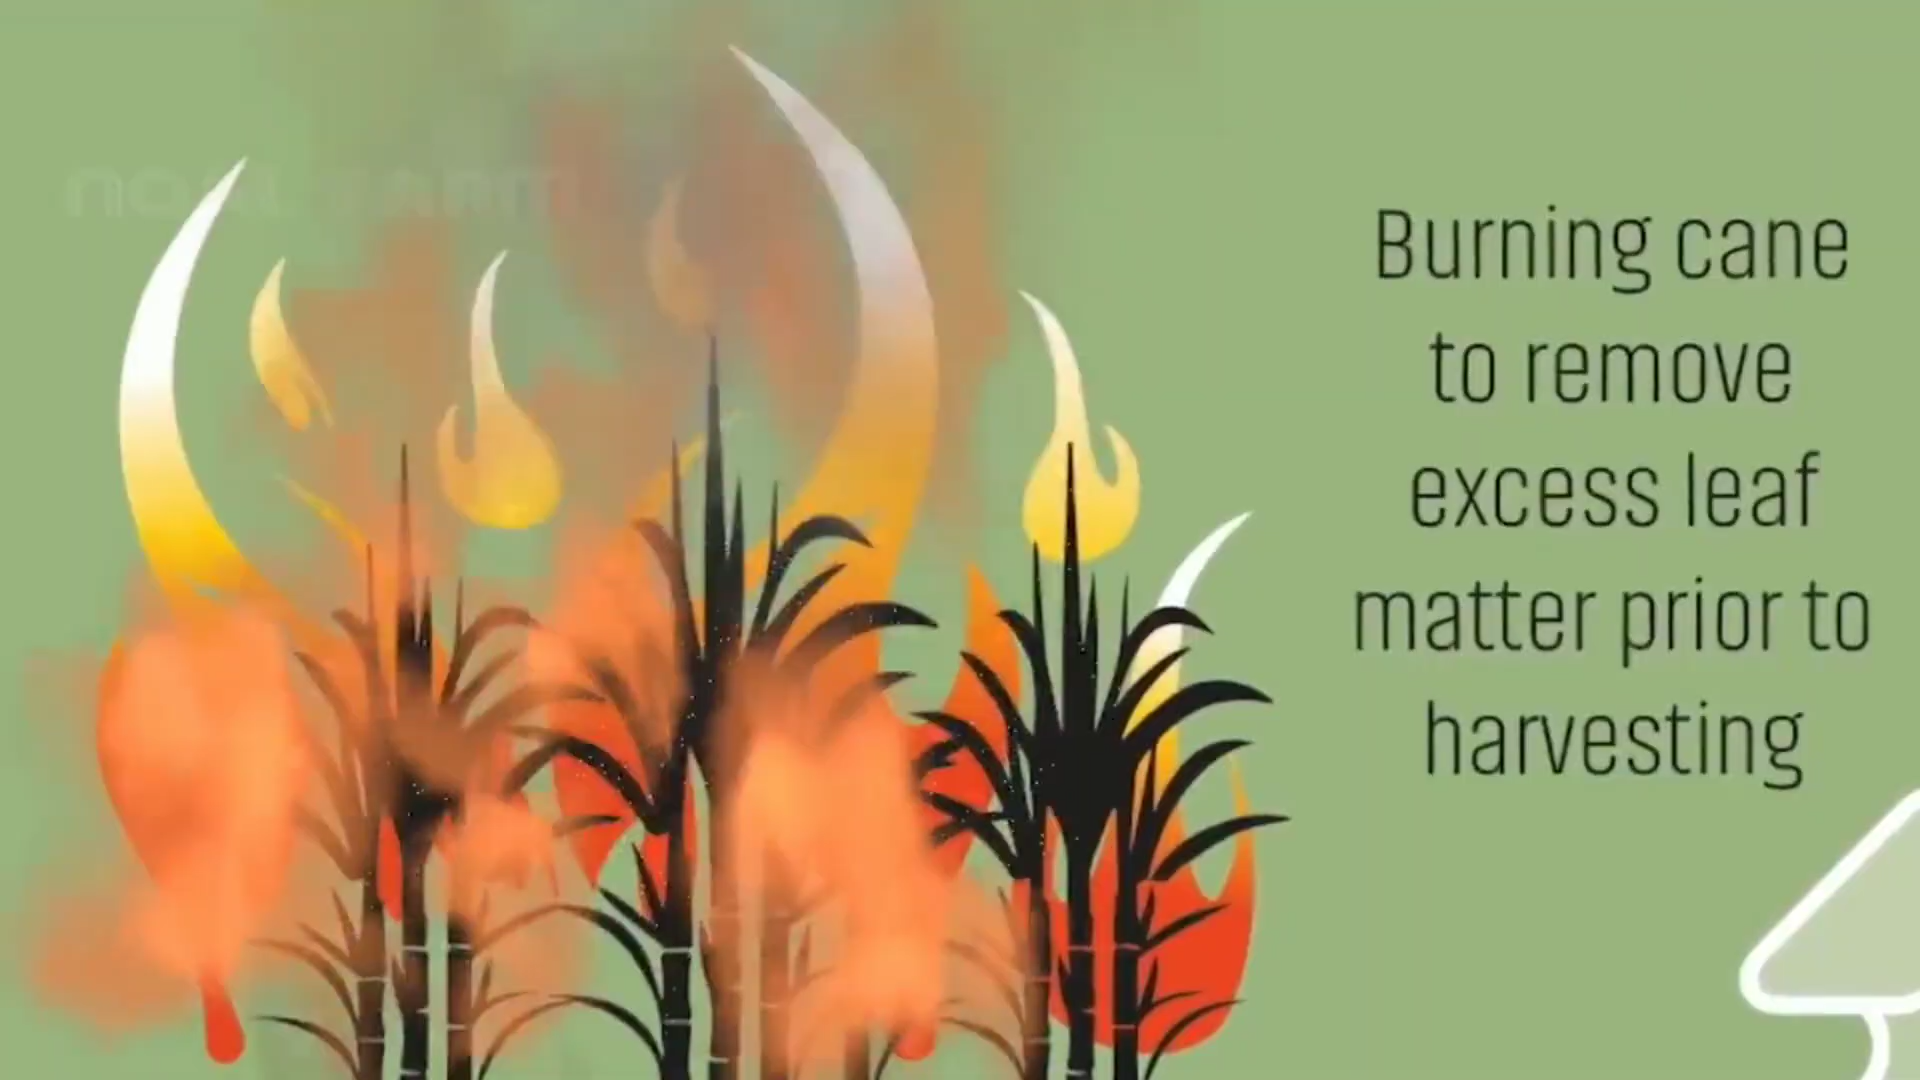 Burning cane
to remove
excess leaf
matter prior to
harvesting